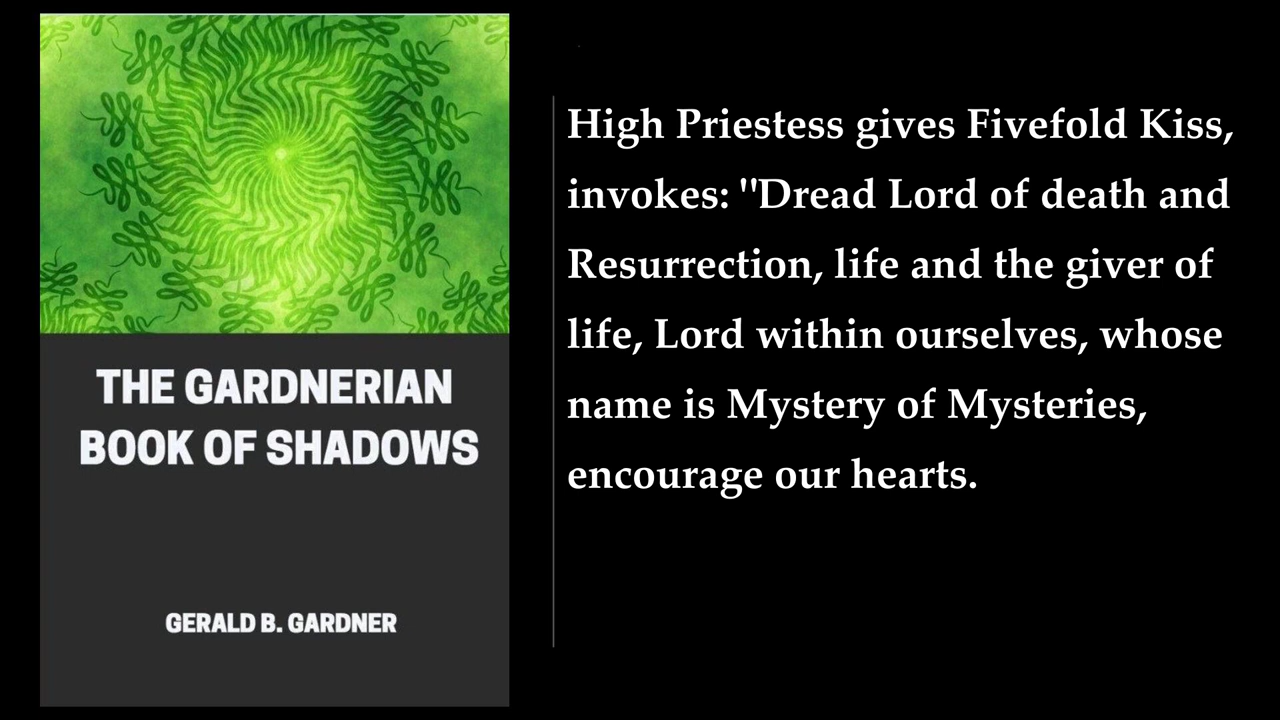 THE GARDNERIAN
BOOK OF SHADOWS
GERALD B. GARDNER
High Priestess gives Fivefold Kiss,
invokes: "Dread Lord of death and
Resurrection, life and the giver of
life, Lord within ourselves, whose
name is Mystery of Mysteries,
encourage our hearts.